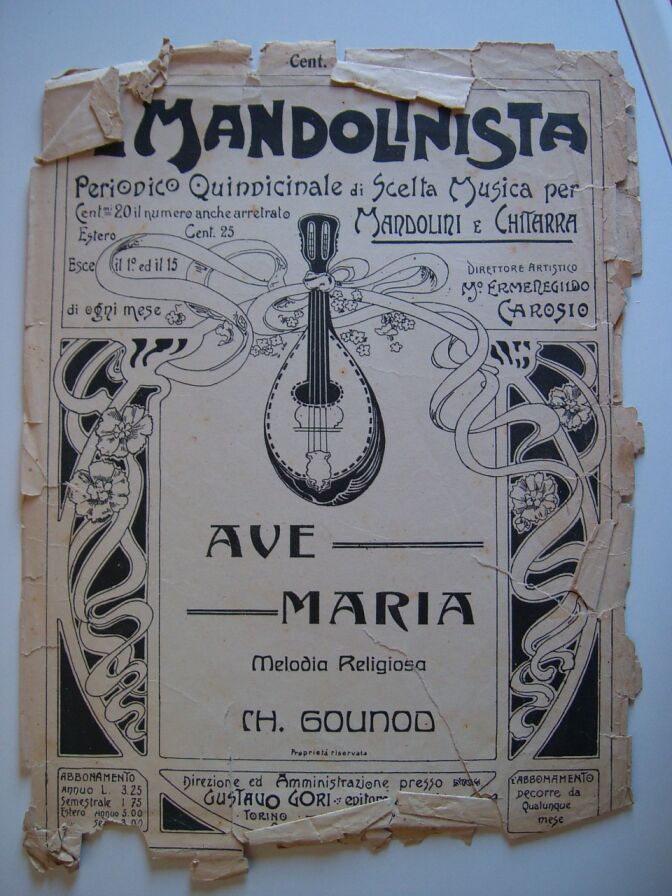 Cent.
MANDOLINISTA
Periodico Quindicinale di Scelta Musica per
Cent.mi 20 il numero anche arretrato
MANDOLINI E CHITARRA
Estero Cent. 25
Esce il 1º. ed il 15
di ogni mese
DIRETTORE ARTISTICO
Mº ERMENEGILDO
CAROSIO
AVE
MARIA
Melodia Religiosa
CH. GOUNOD
Proprietà riservata
ABBONAMENTO
ANNUO L. 3.25
Semestrale 1 75
Estero Annuo 5.00
3.00
Direzione ed Amministrazione presso
GUSTAVO GORI editore
TORINO
L'ABBONAMENTO
Decorre da
Qualunque
mese